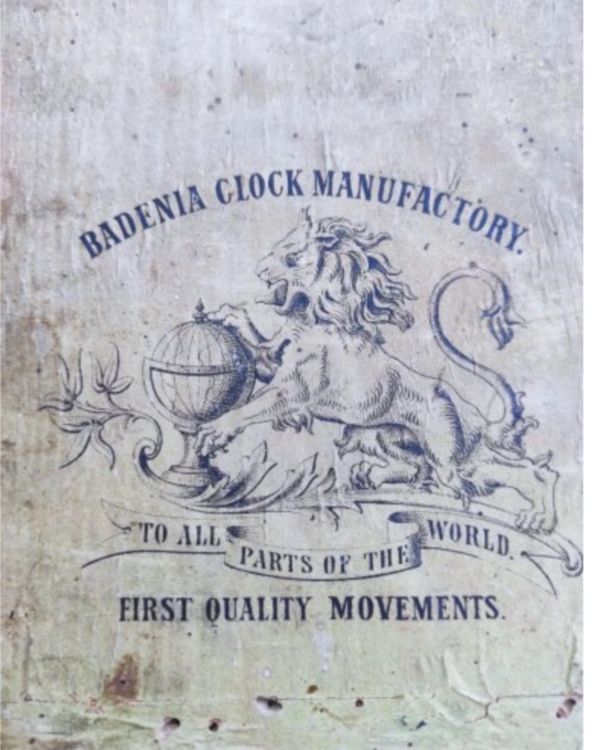 BADENIA CLOCK MANUFACTORY.
TO ALL PARTS OF THE WORLD.
FIRST QUALITY MOVEMENTS.